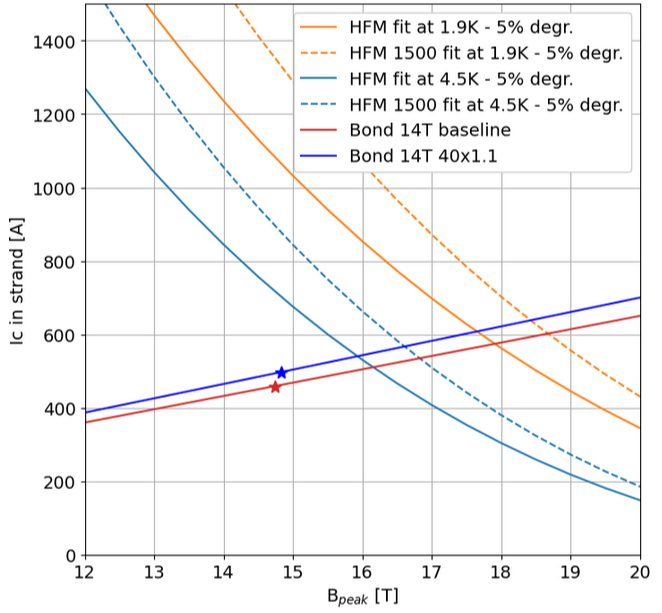 HFM fit at 1.9K - 5% degr.
HFM 1500 fit at 1.9K - 5% degr.
HFM fit at 4.5K - 5% degr.
HFM 1500 fit at 4.5K - 5% degr.
Bond 14T baseline
Bond 14T 40x1.1
Ic in strand [A]
1400
1200
1000
800
600
400
200
0
12 13 14 15 16 17 18 19 20
B_peak [T]